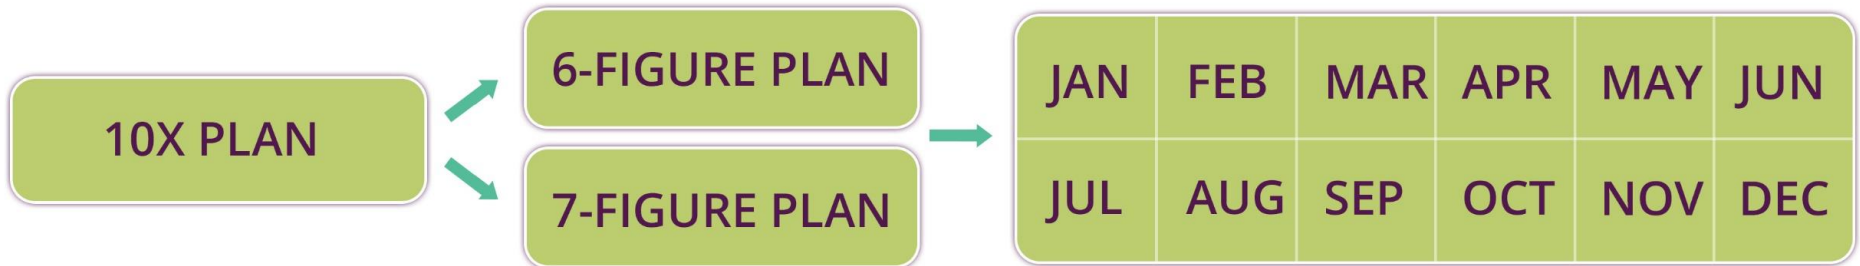 10X PLAN
6-FIGURE PLAN
7-FIGURE PLAN
JAN FEB MAR APR MAY JUN
JUL AUG SEP OCT NOV DEC